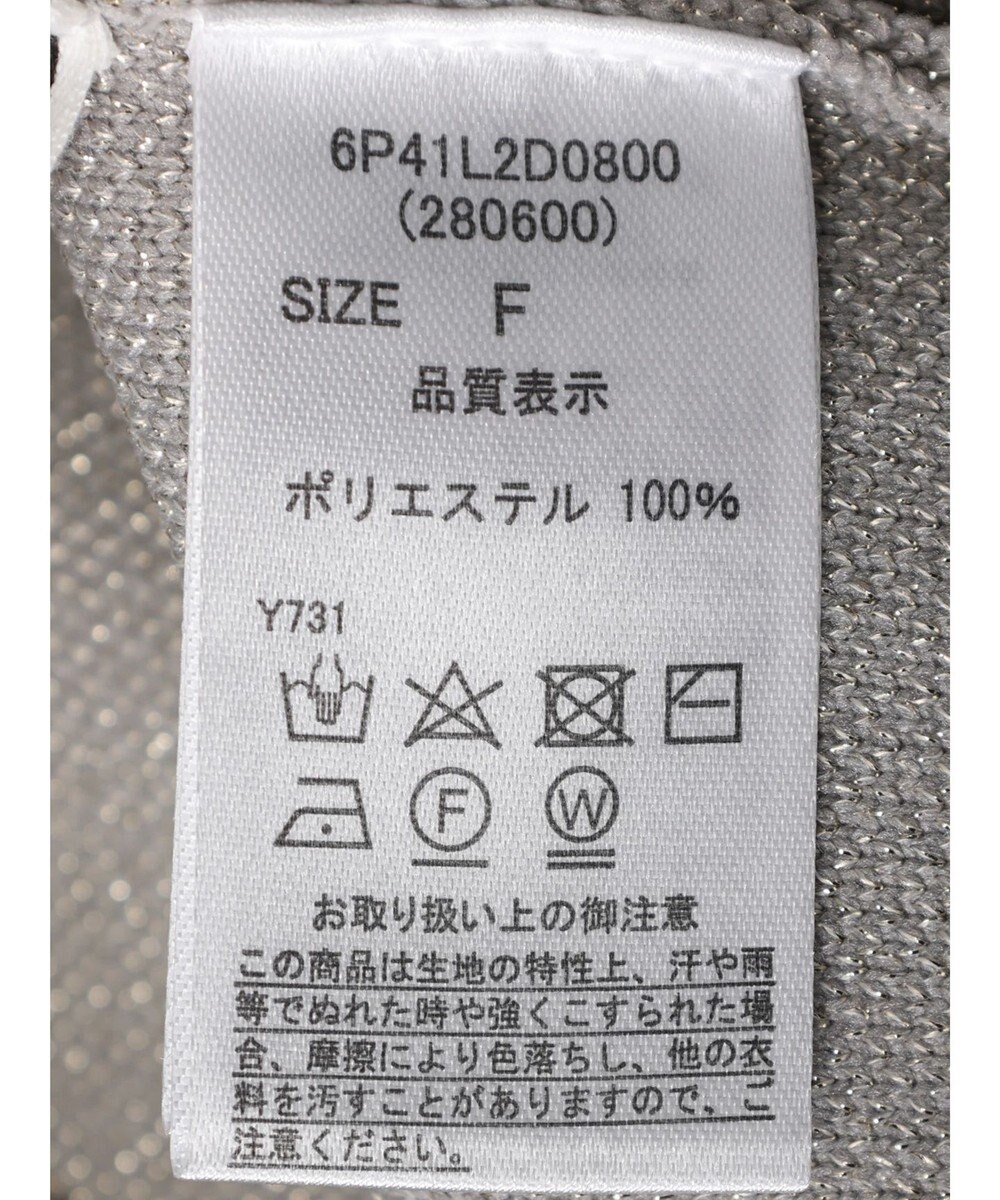 6P41L2D0800
(280600)
SIZE F
品質表示
ポリエステル 100%
Y731
F W
お取り扱い上の御注意
この商品は生地の特性上、汗や雨
等でぬれた時や強くこすられた場
合、摩擦により色落ちし、他の衣
料を汚すことがありますので、ご
注意ください。